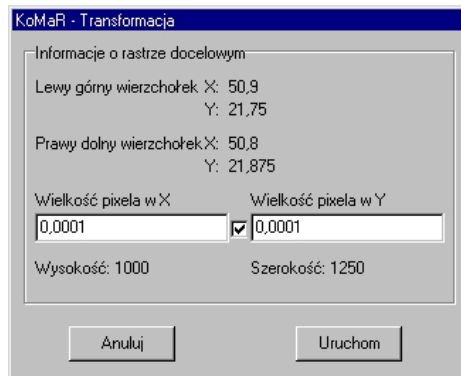 KoMaR - Transformacja
Informacje o rastrze docelowym
Lewy górny wierzchołek X: 50,9
Y: 21,75
Prawy dolny wierzchołek X: 50,8
Y: 21,875
Wielkość pixela w X Wielkość pixela w Y
0,0001 0,0001
Wysokość: 1000 Szerokość: 1250
Anuluj Uruchom